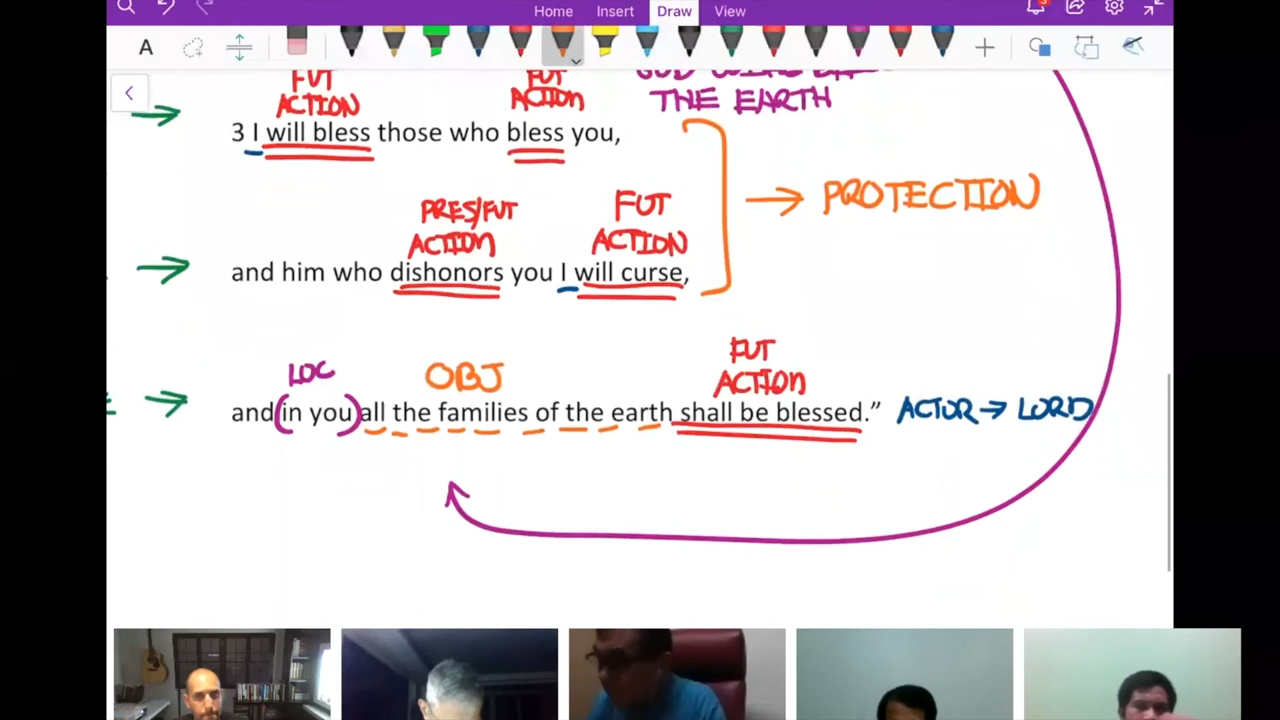 Home Insert Draw View
A
FUT FUT
ACTION ACTION THE EARTH
3 I will bless those who bless you,
PRES/FUT FUT
ACTION ACTION → PROTECTION
and him who dishonors you I will curse,
FUT
LOC OBJ ACTION
and (in you) all the families of the earth shall be blessed.” ACTOR → LORD